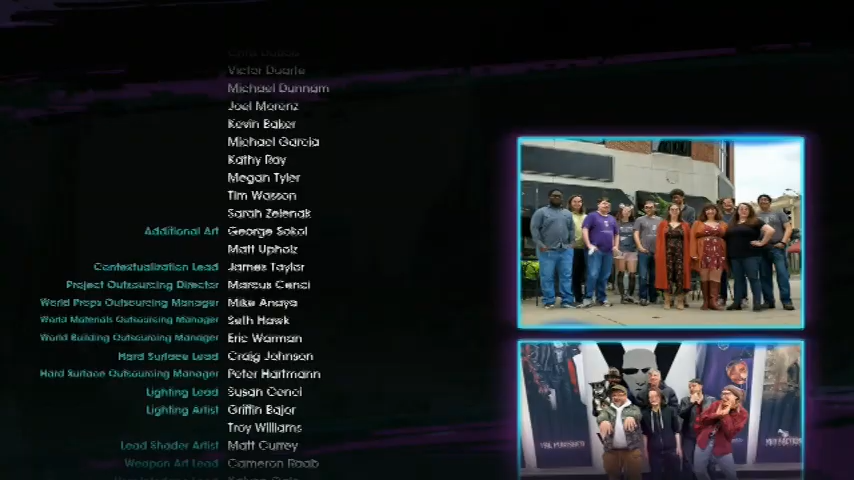 Victor Duarte
Michael Dunnam
Joel Morenz
Kevin Baker
Michael Garcia
Kathy Ray
Megan Tyler
Tim Wasson
Sarah Zelenak
Additional Art George Sokol
Matt Upholz
Contextualization Lead James Taylor
Project Outsourcing Director Marcus Cenci
World Props Outsourcing Manager Mike Anaya
World Materials Outsourcing Manager Seth Hawk
World Building Outsourcing Manager Eric Warman
Hard Surface Lead Craig Johnson
Hard Surface Outsourcing Manager Peter Hartmann
Lighting Lead Susan Cenci
Lighting Artist Griffin Bajor
Troy Williams
Lead Shader Artist Matt Currey
Weapon Art Lead Cameron Raab